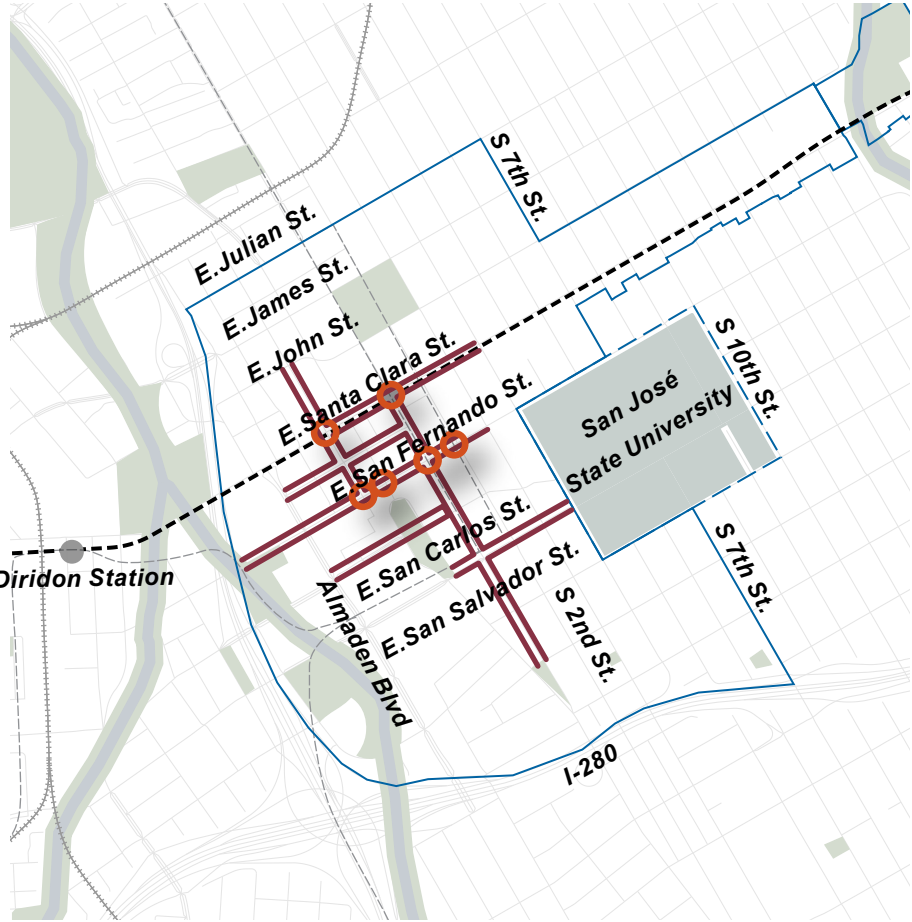 S 7th St.
E.Julian St.
E.James St.
E.John St.
E.Santa Clara St.
S 10th St.
E.San Fernando St.
San José
State University
E.San Carlos St.
S 7th St.
Diridon Station
E.San Salvador St.
Almaden Blvd
S 2nd St.
I-280